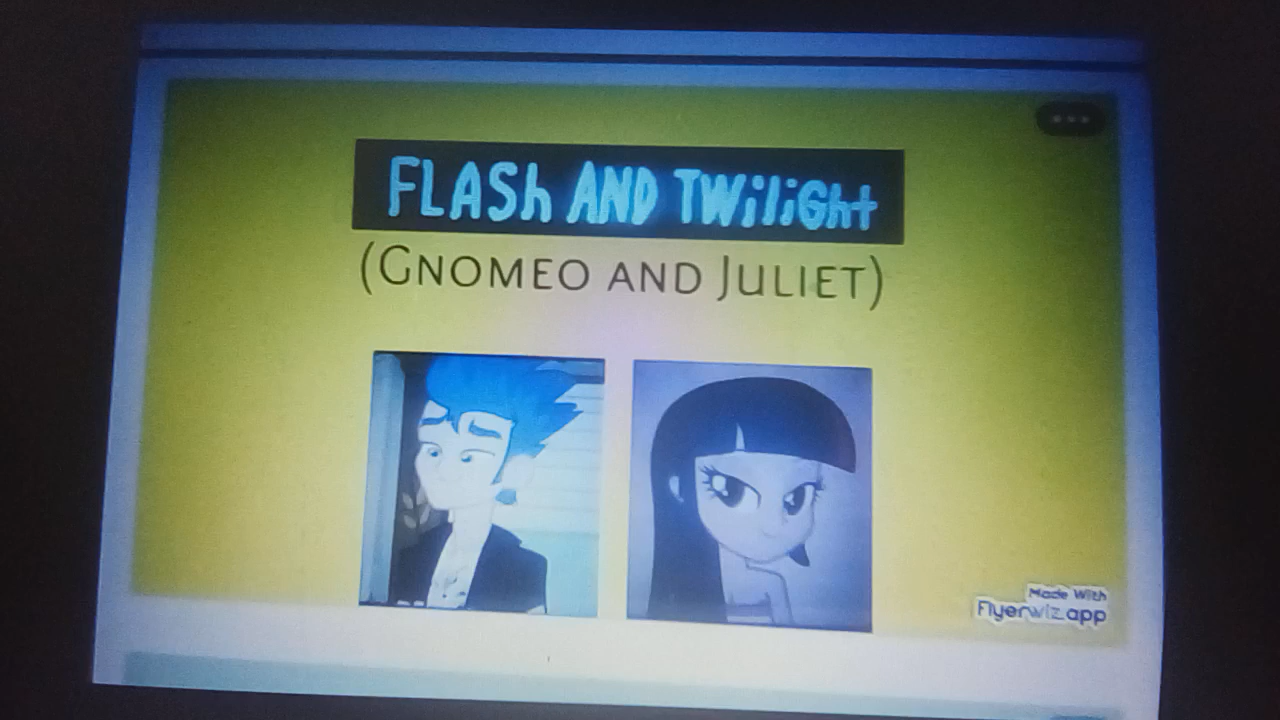 FLASh AND TWiliGht
(GNOMEO AND JULIET)
Made With
Flyerwiz.app